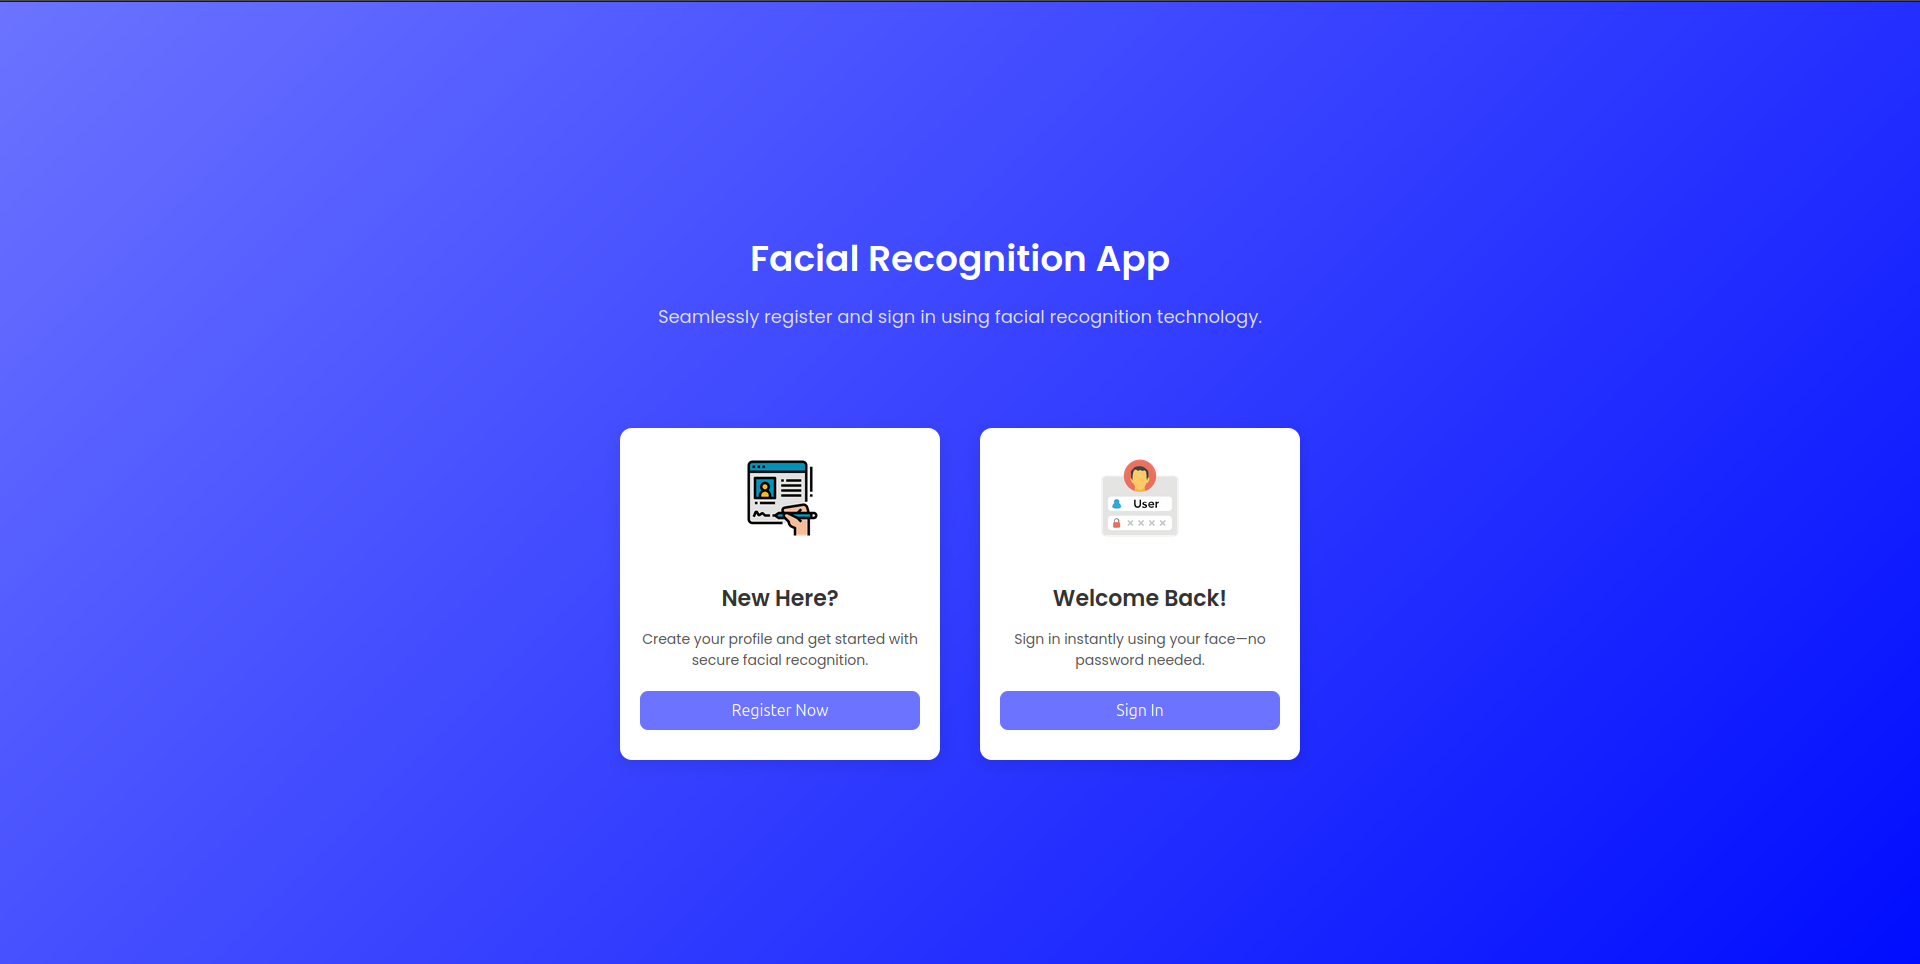 Facial Recognition App
Seamlessly register and sign in using facial recognition technology.
User
New Here?
Create your profile and get started with
secure facial recognition.
Register Now
Welcome Back!
Sign in instantly using your face—no
password needed.
Sign In